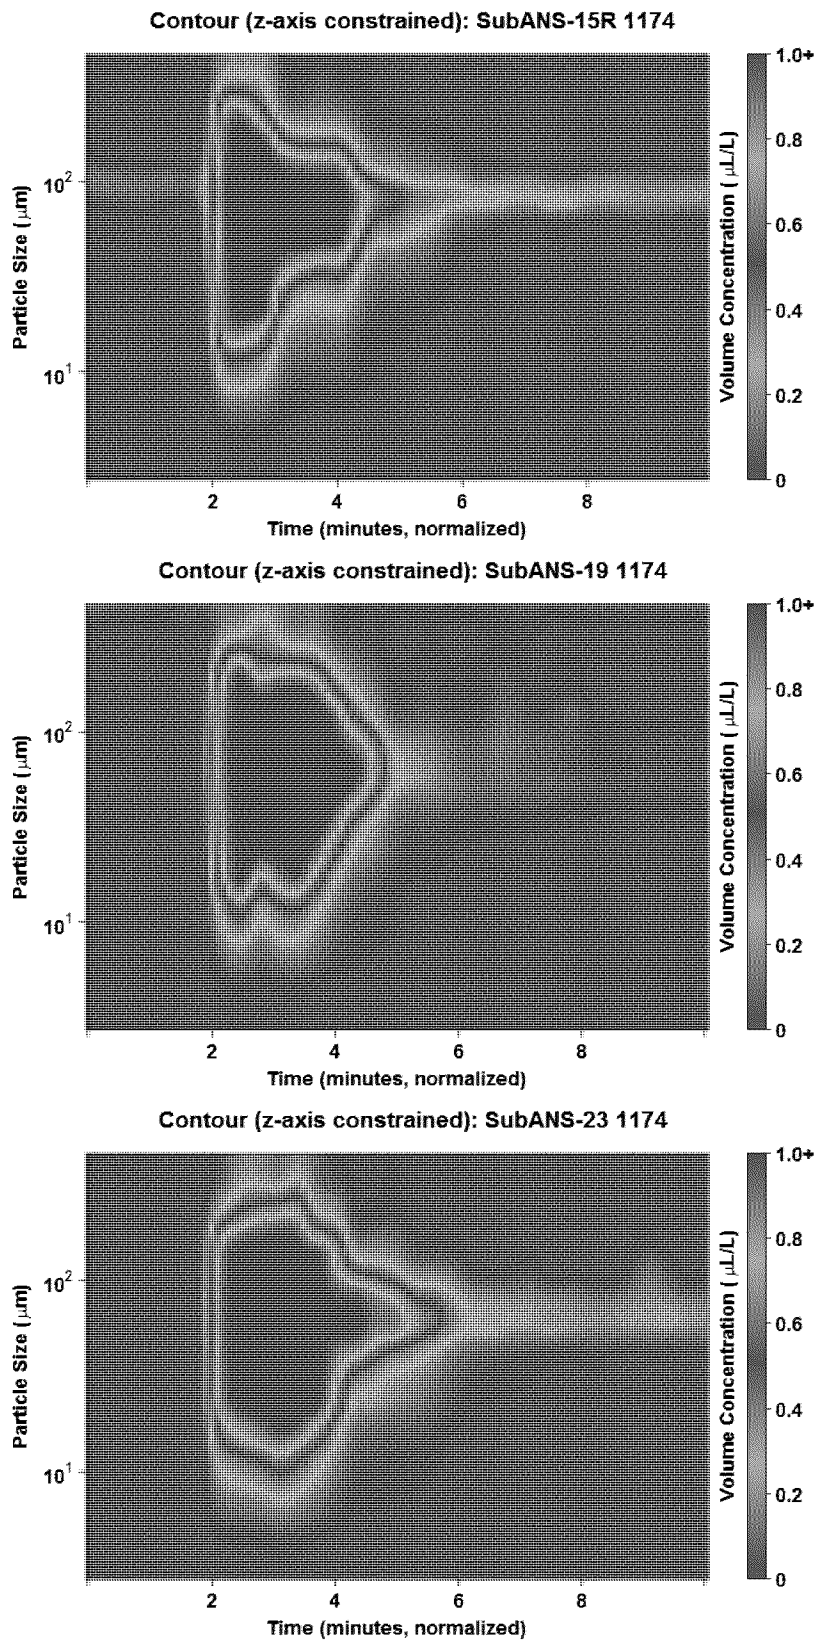 Contour (z-axis constrained): SubANS-15R 1174
Particle Size (μm)
10²
10¹
2 4 6 8
Time (minutes, normalized)
Volume Concentration ( μL/L)
1.0+
0.8
0.6
0.4
0.2
0
Contour (z-axis constrained): SubANS-19 1174
Particle Size (μm)
10²
10¹
2 4 6 8
Time (minutes, normalized)
Volume Concentration ( μL/L)
1.0+
0.8
0.6
0.4
0.2
0
Contour (z-axis constrained): SubANS-23 1174
Particle Size (μm)
10²
10¹
2 4 6 8
Time (minutes, normalized)
Volume Concentration ( μL/L)
1.0+
0.8
0.6
0.4
0.2
0